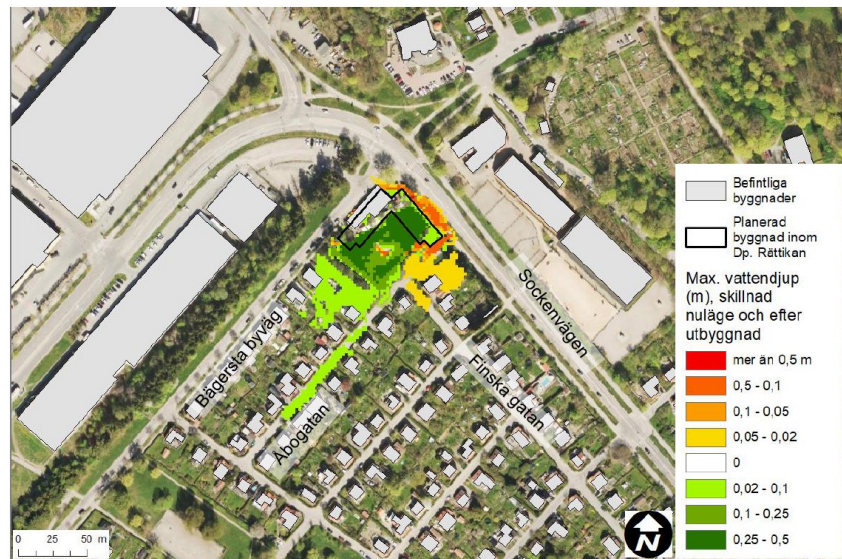 Befintliga
byggnader
Planerad
byggnad inom
Dp. Rättikan
Max. vattendjup
(m), skillnad
nuläge och efter
utbyggnad
mer än 0,5 m
0,5 - 0,1
0,1 - 0,05
0,05 - 0,02
0
0,02 - 0,1
0,1 - 0,25
0,25 - 0,5
Sockenvägen
Bägersta byväg
Finska gatan
Åbogatan
0 25 50 m
N